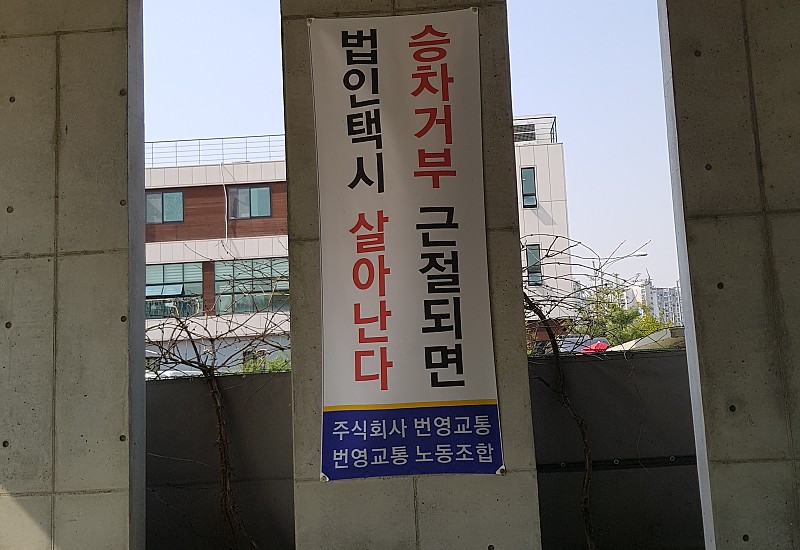 승차거부 근절되면
법인택시 살아난다
주식회사 번영교통
번영교통 노동조합